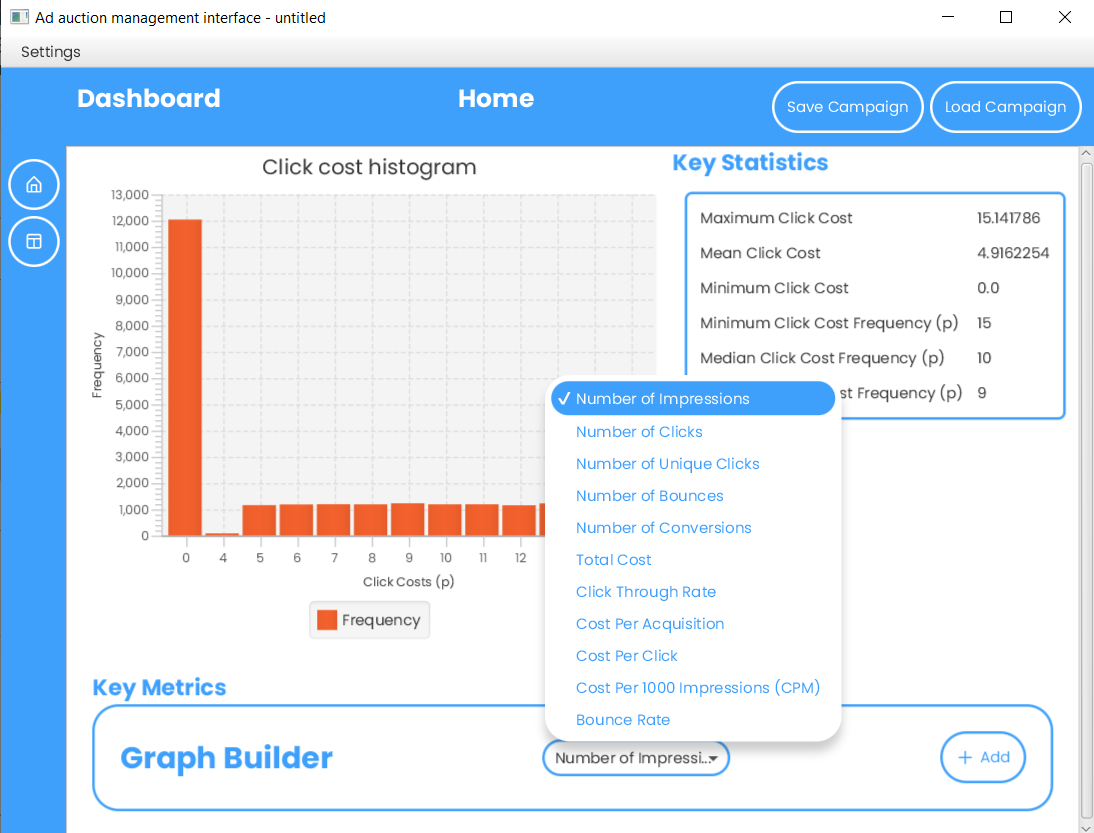 Ad auction management interface - untitled
Settings
Dashboard
Home
Save Campaign
Load Campaign
Click cost histogram
13,000
12,000
11,000
10,000
9,000
8,000
7,000
6,000
5,000
4,000
3,000
2,000
1,000
0
Frequency
0 4 5 6 7 8 9 10 11 12
Click Costs (p)
Frequency
Key Statistics
Maximum Click Cost 15.141786
Mean Click Cost 4.9162254
Minimum Click Cost 0.0
Minimum Click Cost Frequency (p) 15
Median Click Cost Frequency (p) 10
st Frequency (p) 9
Number of Impressions
Number of Clicks
Number of Unique Clicks
Number of Bounces
Number of Conversions
Total Cost
Click Through Rate
Cost Per Acquisition
Cost Per Click
Cost Per 1000 Impressions (CPM)
Bounce Rate
Key Metrics
Graph Builder
Number of Impressi...
+ Add